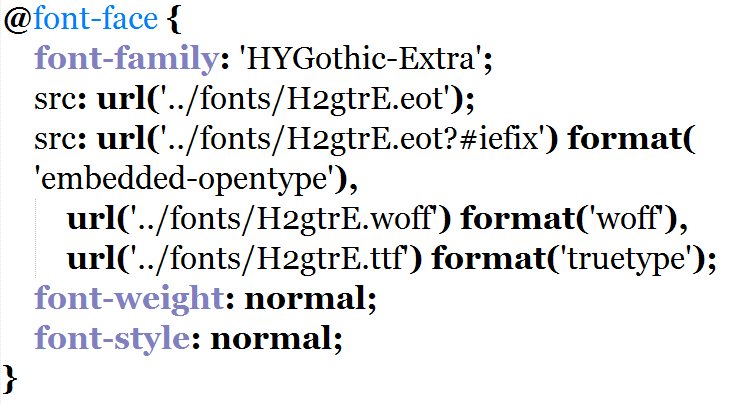 @font-face {
font-family: 'HYGothic-Extra';
src: url('../fonts/H2gtrE.eot');
src: url('../fonts/H2gtrE.eot?#iefix') format(
'embedded-opentype'),
url('../fonts/H2gtrE.woff') format('woff'),
url('../fonts/H2gtrE.ttf') format('truetype');
font-weight: normal;
font-style: normal;
}